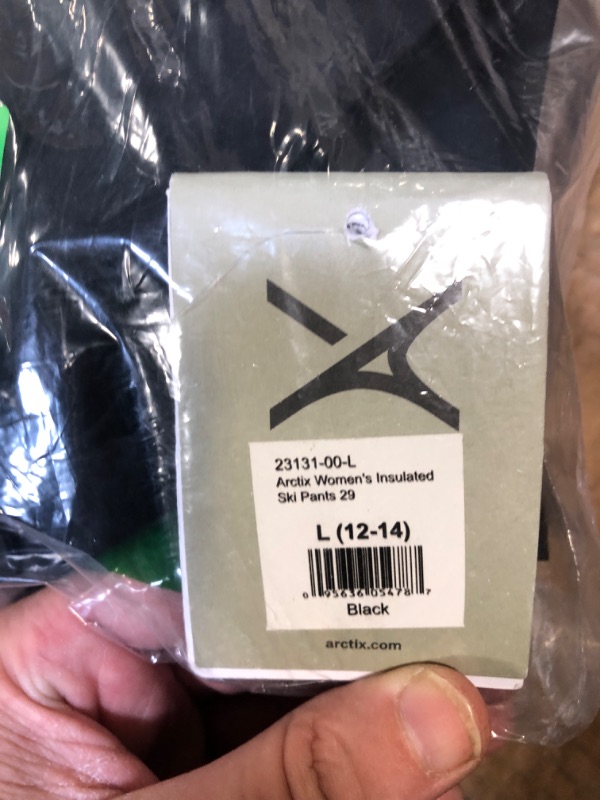 23131-00-L
Arctix Women's Insulated
Ski Pants 29
L (12-14)
0 95636 05478 7
Black
arctix.com